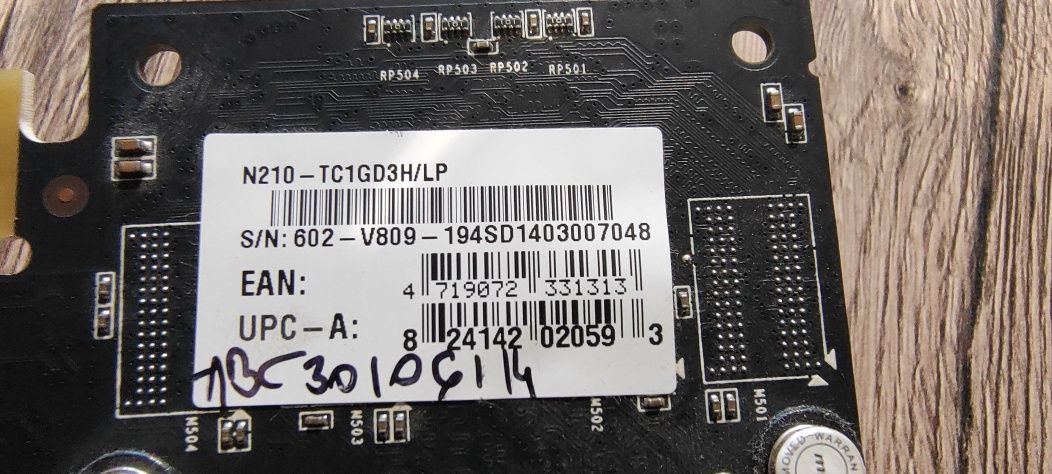 RP504 RP503 RP502 RP501
N210-TC1GD3H/LP
S/N: 602-V809-194SD1403007048
EAN:
4 719072 331313
UPC-A:
8 24142 02059 3
M504
M503
M502
M501